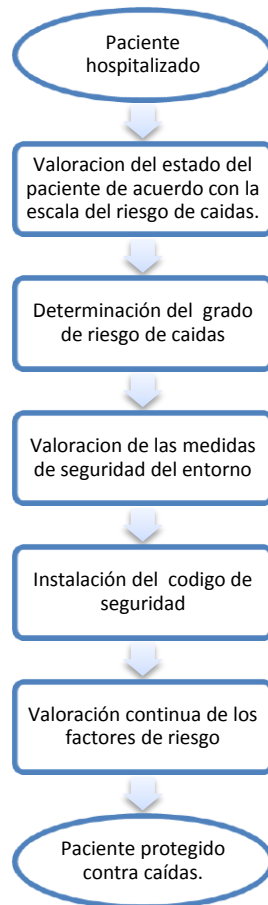 Paciente
hospitalizado
Valoracion del estado del
paciente de acuerdo con la
escala del riesgo de caidas.
Determinación del grado
de riesgo de caidas
Valoracion de las medidas
de seguridad del entorno
Instalación del codigo de
seguridad
Valoración continua de los
factores de riesgo
Paciente protegido
contra caídas.